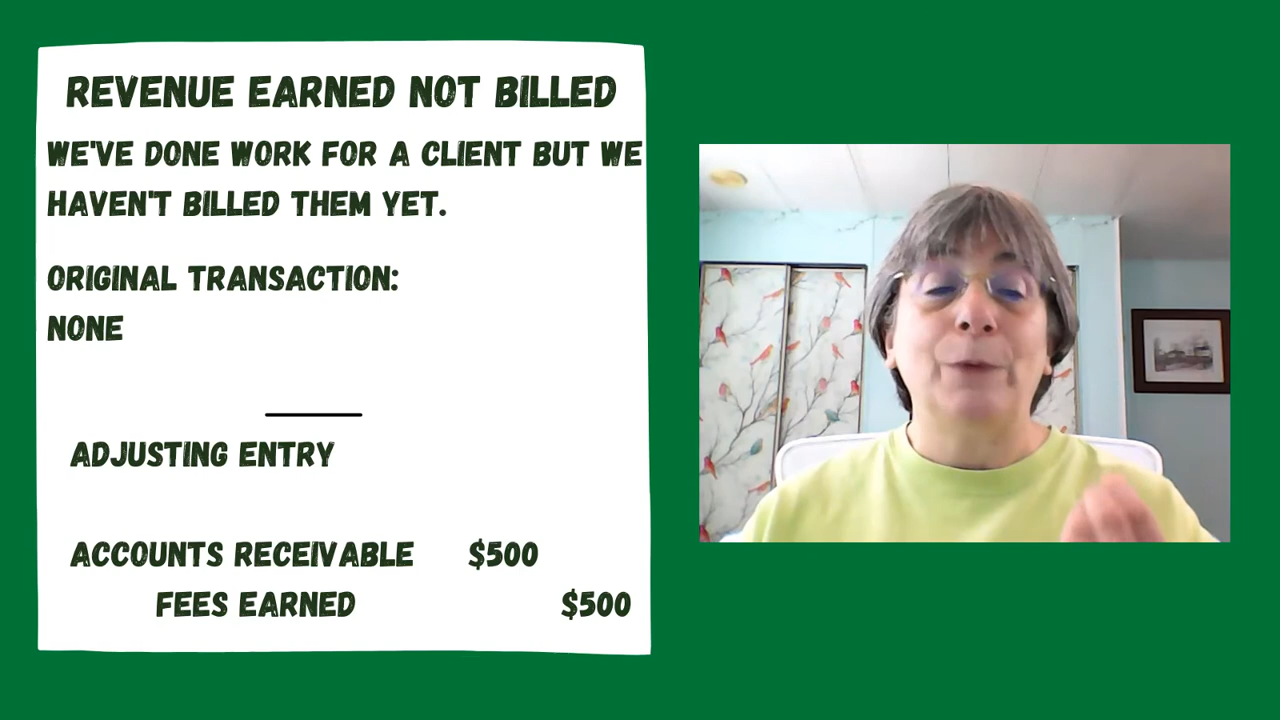 REVENUE EARNED NOT BILLED
WE'VE DONE WORK FOR A CLIENT BUT WE
HAVEN'T BILLED THEM YET.
ORIGINAL TRANSACTION:
NONE
ADJUSTING ENTRY
ACCOUNTS RECEIVABLE $500
FEES EARNED $500